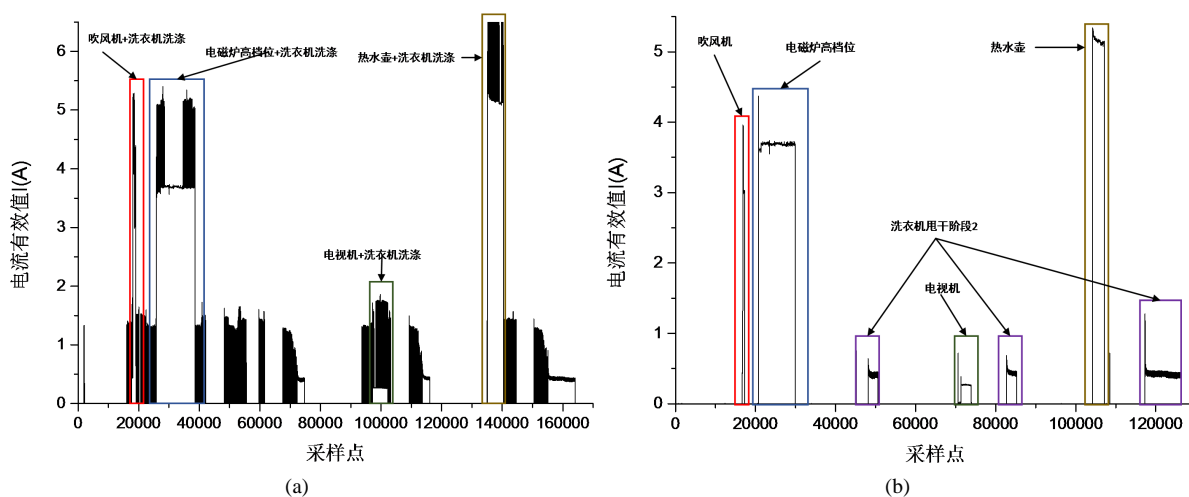 吹风机+洗衣机洗涤
电磁炉高档位+洗衣机洗涤
热水壶+洗衣机洗涤
电视机+洗衣机洗涤
电流有效值I(A)
6
5
4
3
2
1
0
0 20000 40000 60000 80000 100000 120000 140000 160000
采样点
(a)
吹风机
电磁炉高档位
热水壶
洗衣机甩干阶段2
电视机
电流有效值I(A)
5
4
3
2
1
0
0 20000 40000 60000 80000 100000 120000
采样点
(b)